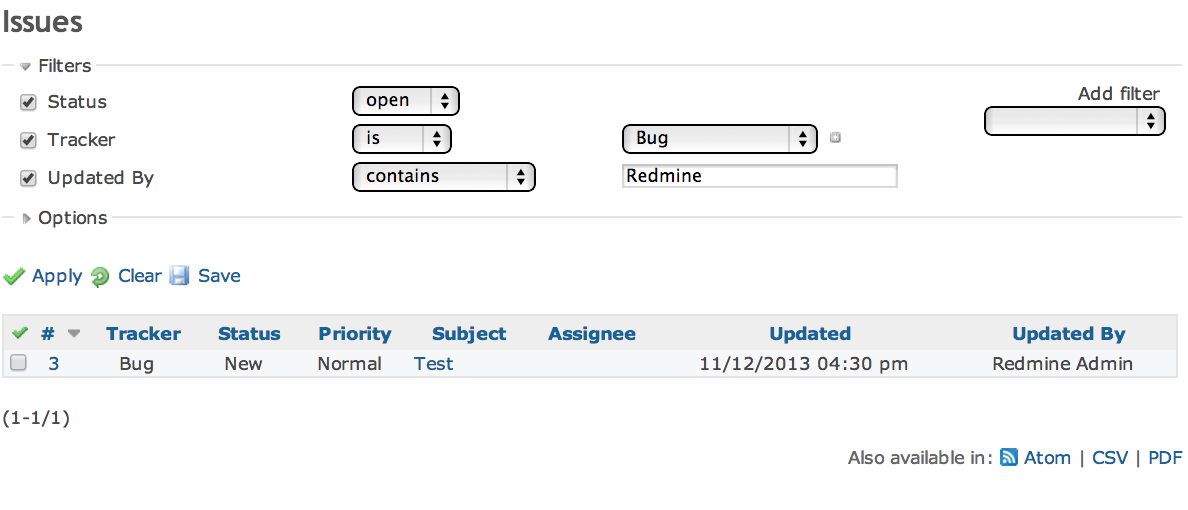 Issues
Filters
Status open Add filter
Tracker is Bug
Updated By contains Redmine
Options
Apply Clear Save
# Tracker Status Priority Subject Assignee Updated Updated By
3 Bug New Normal Test 11/12/2013 04:30 pm Redmine Admin
(1-1/1)
Also available in: Atom | CSV | PDF